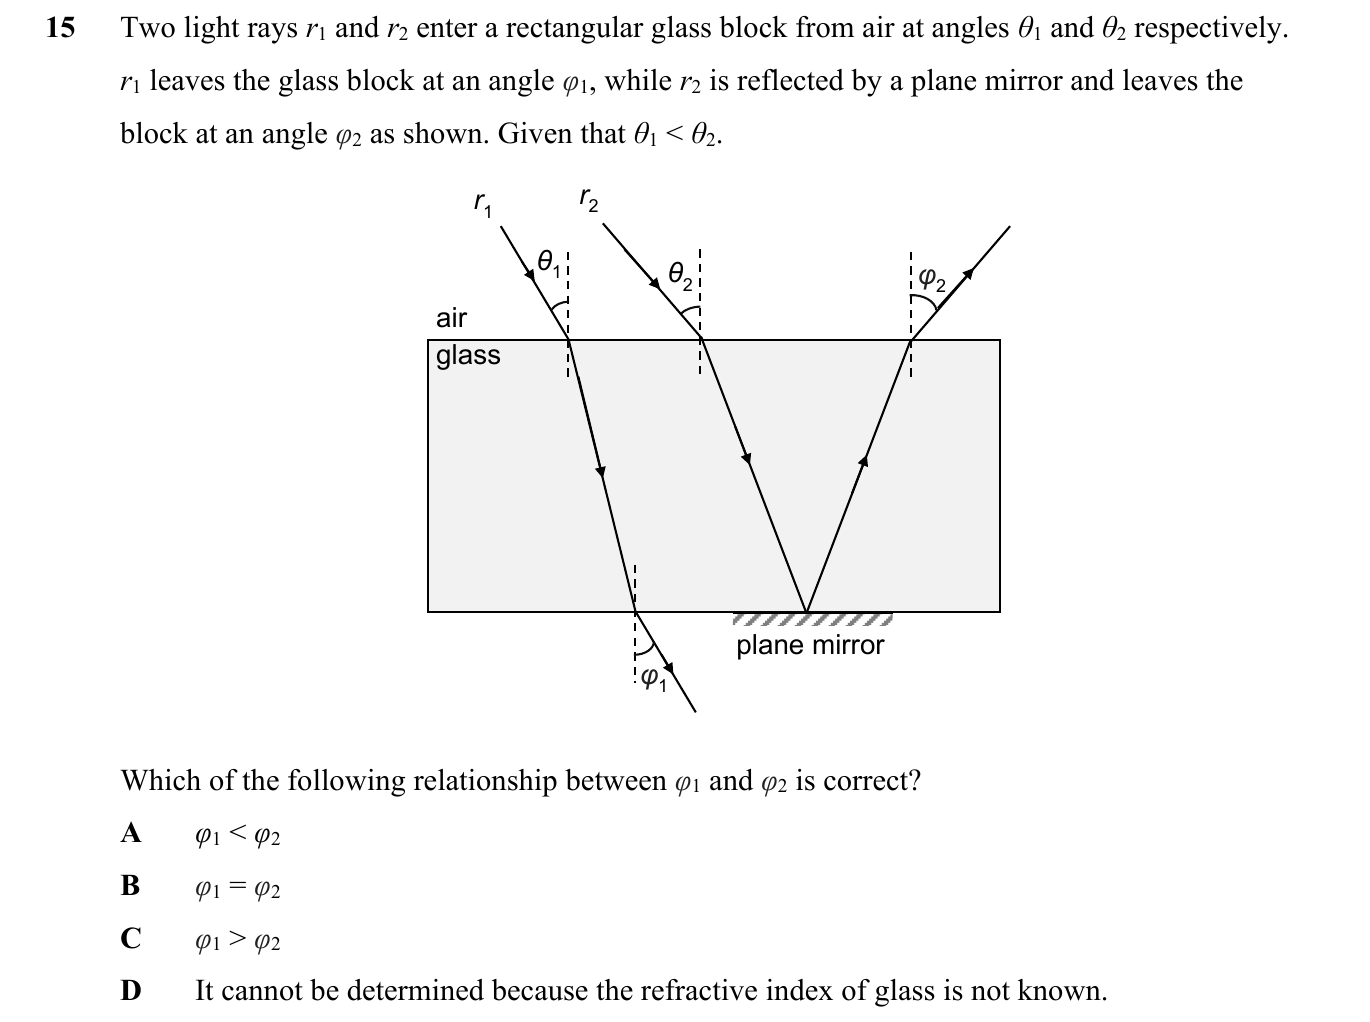 15 Two light rays r1 and r2 enter a rectangular glass block from air at angles θ1 and θ2 respectively.
r1 leaves the glass block at an angle φ1, while r2 is reflected by a plane mirror and leaves the
block at an angle φ2 as shown. Given that θ1 < θ2.
r1 r2
θ1 θ2 φ2
air
glass
plane mirror
φ1
Which of the following relationship between φ1 and φ2 is correct?
A φ1 < φ2
B φ1 = φ2
C φ1 > φ2
D It cannot be determined because the refractive index of glass is not known.